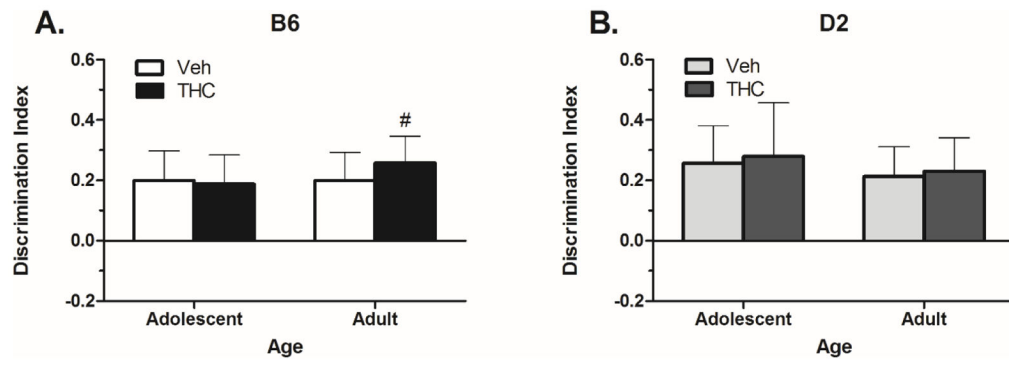 A.
B6
Discrimination Index
0.6
0.4
0.2
0.0
-0.2
Veh
THC
#
Adolescent
Adult
Age
B.
D2
Discrimination Index
0.6
0.4
0.2
0.0
-0.2
Veh
THC
Adolescent
Adult
Age